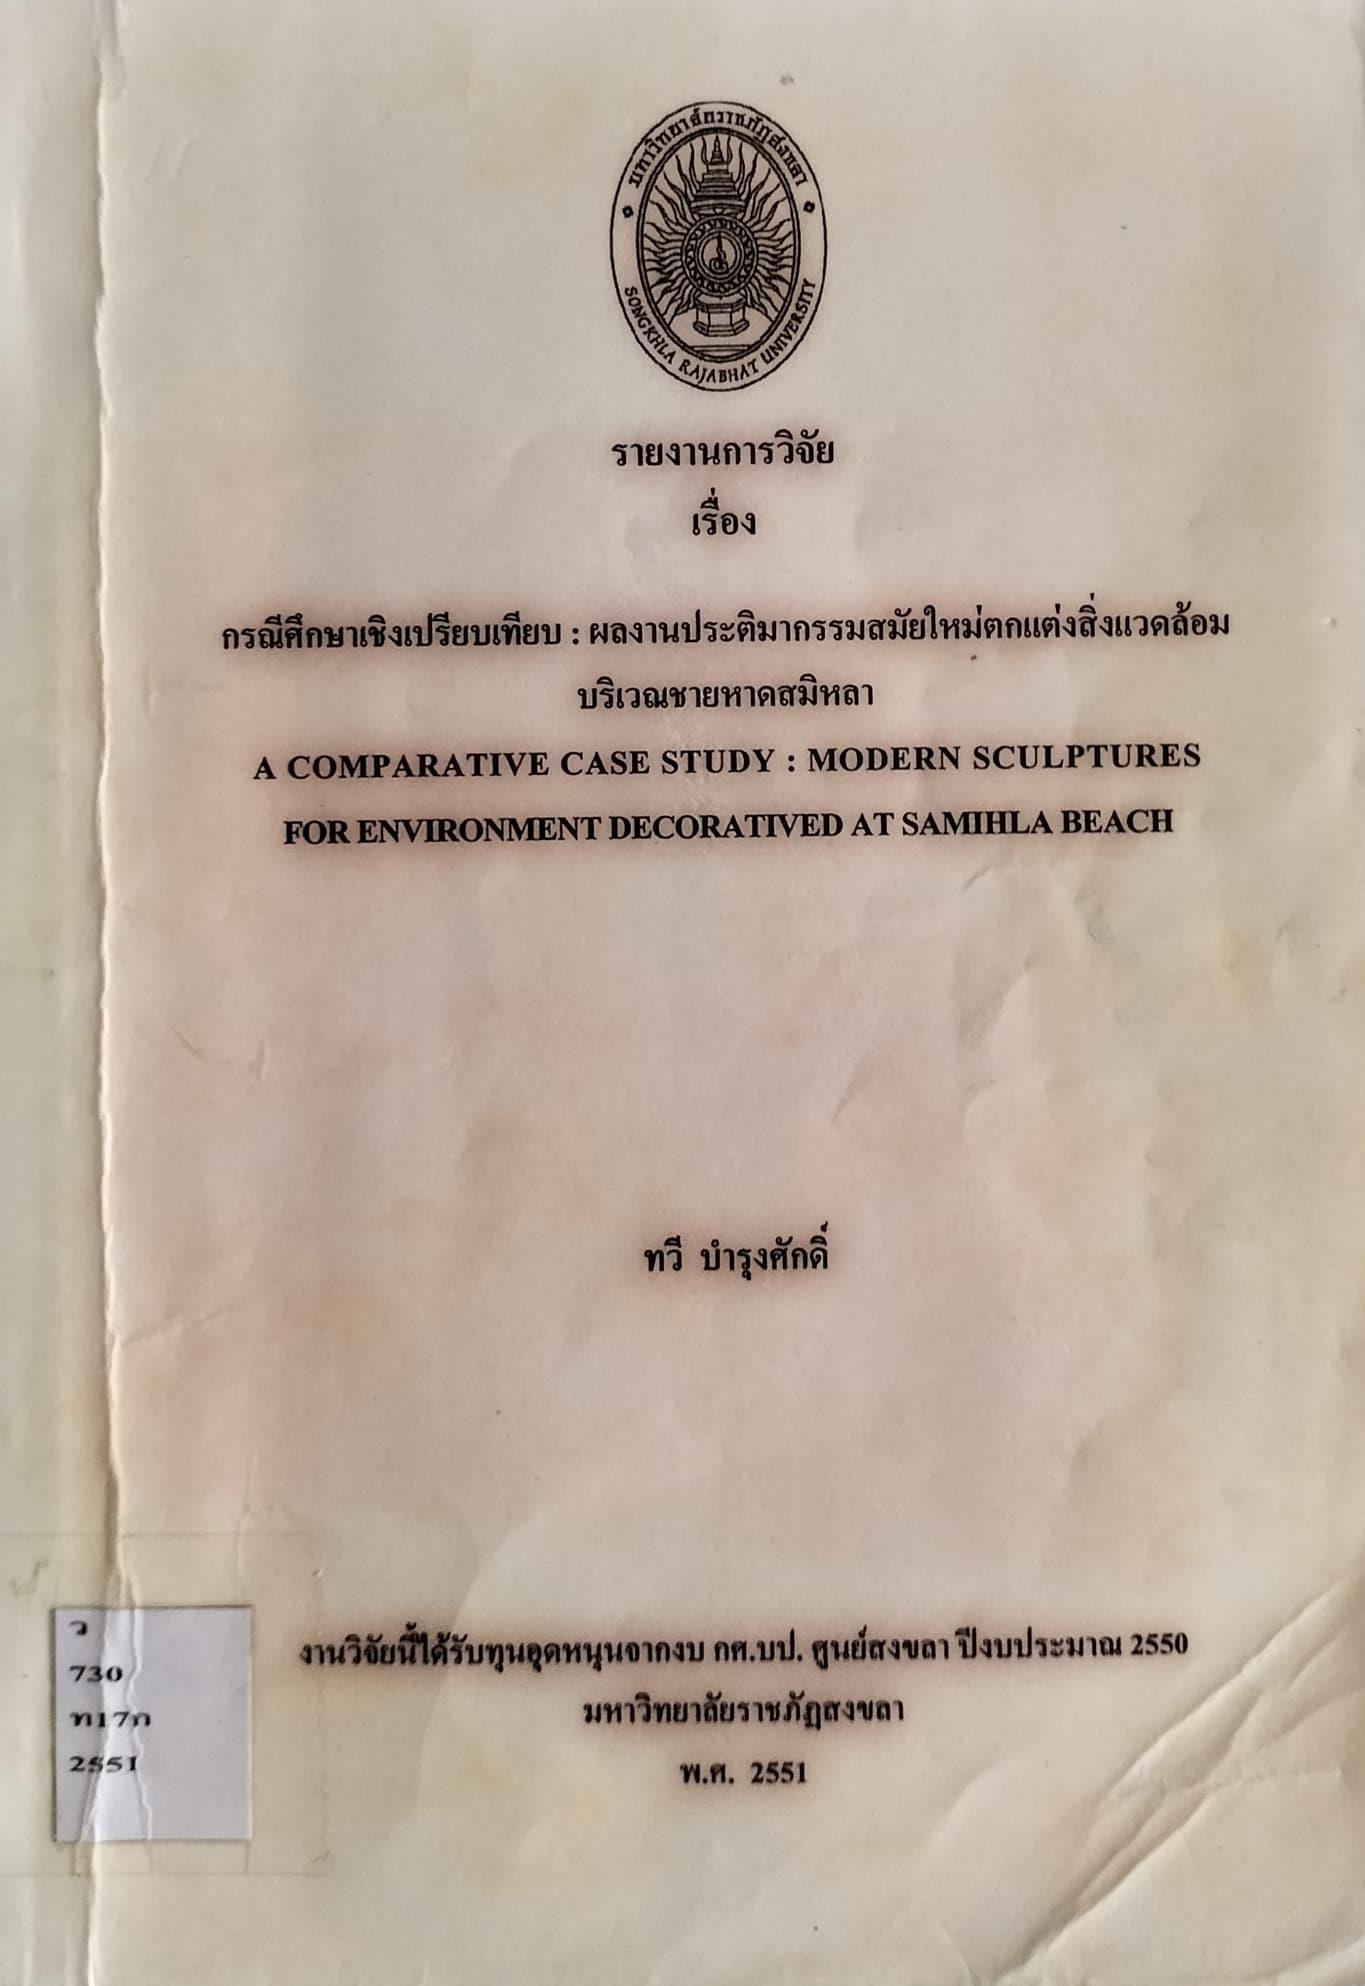 มหาวิทยาลัยราชภัฏสงขลา
SONGKHLA RAJABHAT UNIVERSITY
รายงานการวิจัย
เรื่อง
กรณีศึกษาเชิงเปรียบเทียบ : ผลงานประติมากรรมสมัยใหม่ตกแต่งสิ่งแวดล้อม
บริเวณชายหาดสมิหลา
A COMPARATIVE CASE STUDY : MODERN SCULPTURES
FOR ENVIRONMENT DECORATIVED AT SAMIHLA BEACH
ทวี บำรุงศักดิ์
งานวิจัยนี้ได้รับทุนอุดหนุนจากงบ กศ.บป. ศูนย์สงขลา ปีงบประมาณ 2550
มหาวิทยาลัยราชภัฏสงขลา
พ.ศ. 2551
ว
730
ท17ก
2551